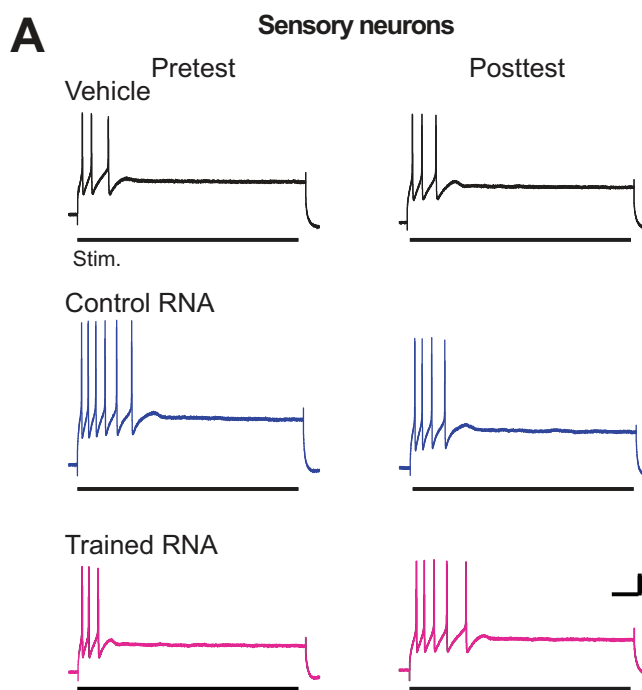 A
Sensory neurons
Pretest Posttest
Vehicle
Stim.
Control RNA
Trained RNA